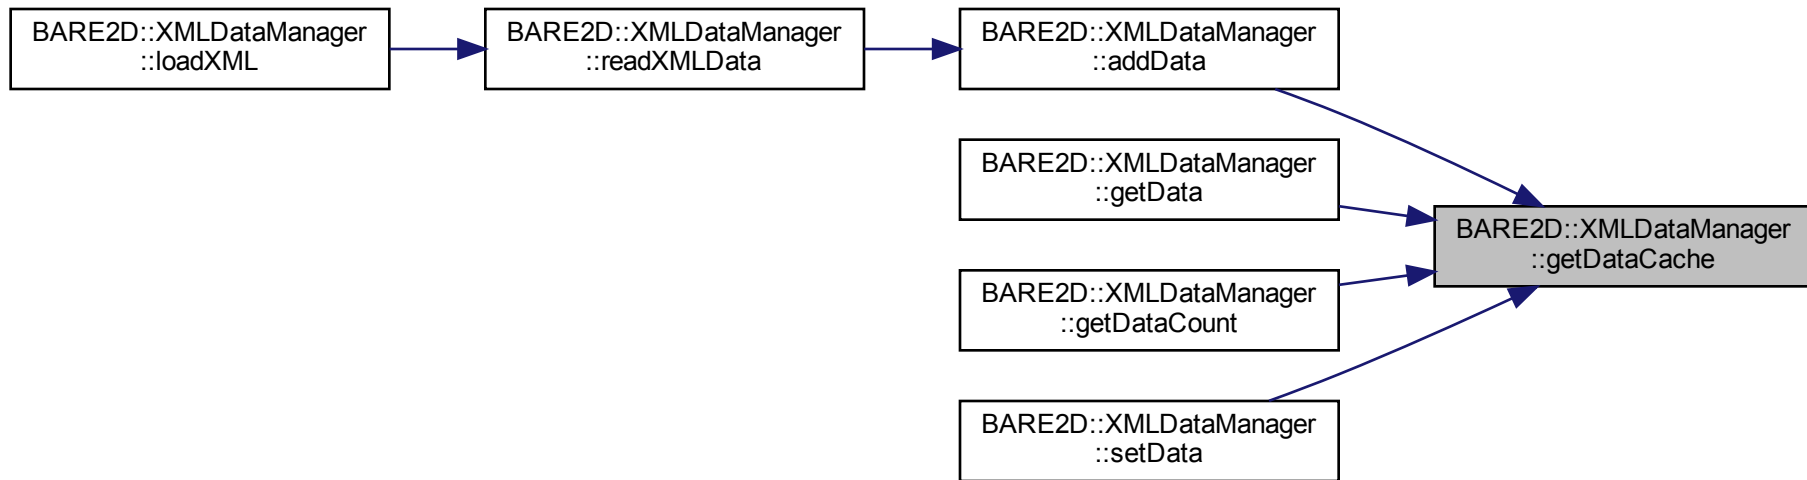 BARE2D::XMLDataManager
::loadXML
BARE2D::XMLDataManager
::readXMLData
BARE2D::XMLDataManager
::addData
BARE2D::XMLDataManager
::getData
BARE2D::XMLDataManager
::getDataCache
BARE2D::XMLDataManager
::getDataCount
BARE2D::XMLDataManager
::setData